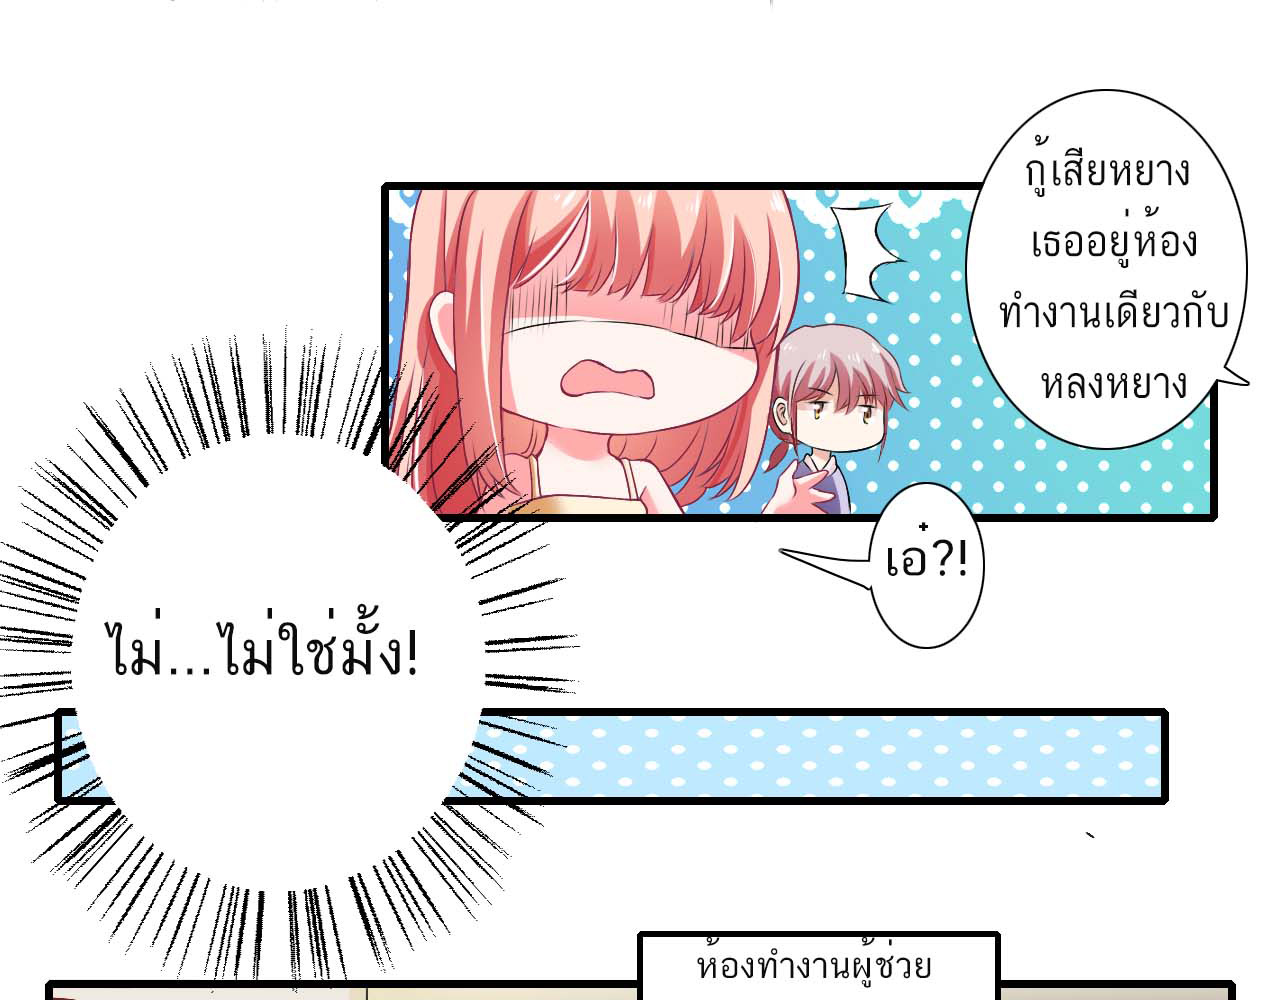 กู้เสียหยาง
เธออยู่ห้อง
ทำงานเดียวกับ
หลงหยาง
เอ๋?!
ไม่...ไม่ใช่มั้ง!
ห้องทำงานผู้ช่วย